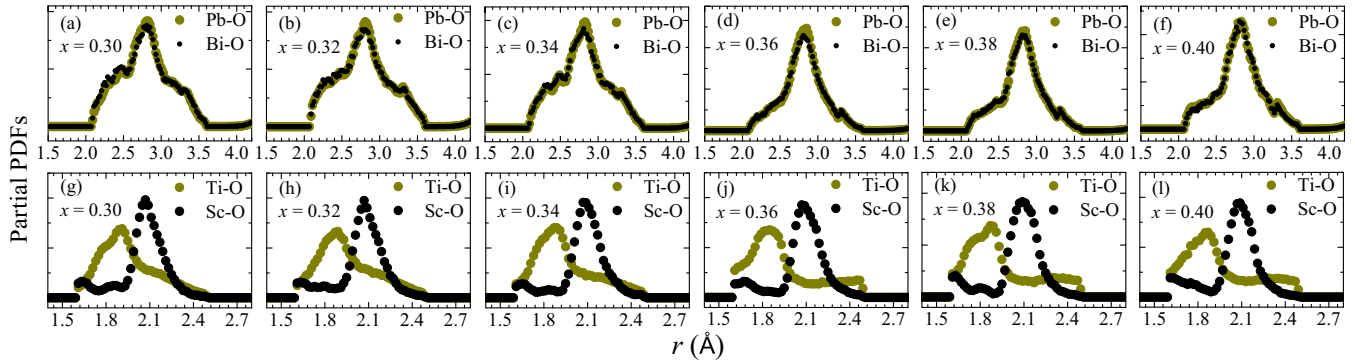 Partial PDFs
(a) Pb-O
x = 0.30 Bi-O
(b) Pb-O
x = 0.32 Bi-O
(c) Pb-O
x = 0.34 Bi-O
(d) Pb-O
x = 0.36 Bi-O
(e) Pb-O
x = 0.38 Bi-O
(f) Pb-O
x = 0.40 Bi-O
1.5 2.0 2.5 3.0 3.5 4.0
1.5 2.0 2.5 3.0 3.5 4.0
1.5 2.0 2.5 3.0 3.5 4.0
1.5 2.0 2.5 3.0 3.5 4.0
1.5 2.0 2.5 3.0 3.5 4.0
1.5 2.0 2.5 3.0 3.5 4.0
(g) Ti-O
x = 0.30 Sc-O
(h) Ti-O
x = 0.32 Sc-O
(i) Ti-O
x = 0.34 Sc-O
(j) Ti-O
x = 0.36 Sc-O
(k) Ti-O
x = 0.38 Sc-O
(l) Ti-O
x = 0.40 Sc-O
1.5 1.8 2.1 2.4 2.7
1.5 1.8 2.1 2.4 2.7
1.5 1.8 2.1 2.4 2.7
1.5 1.8 2.1 2.4 2.7
1.5 1.8 2.1 2.4 2.7
1.5 1.8 2.1 2.4 2.7
r (Å)